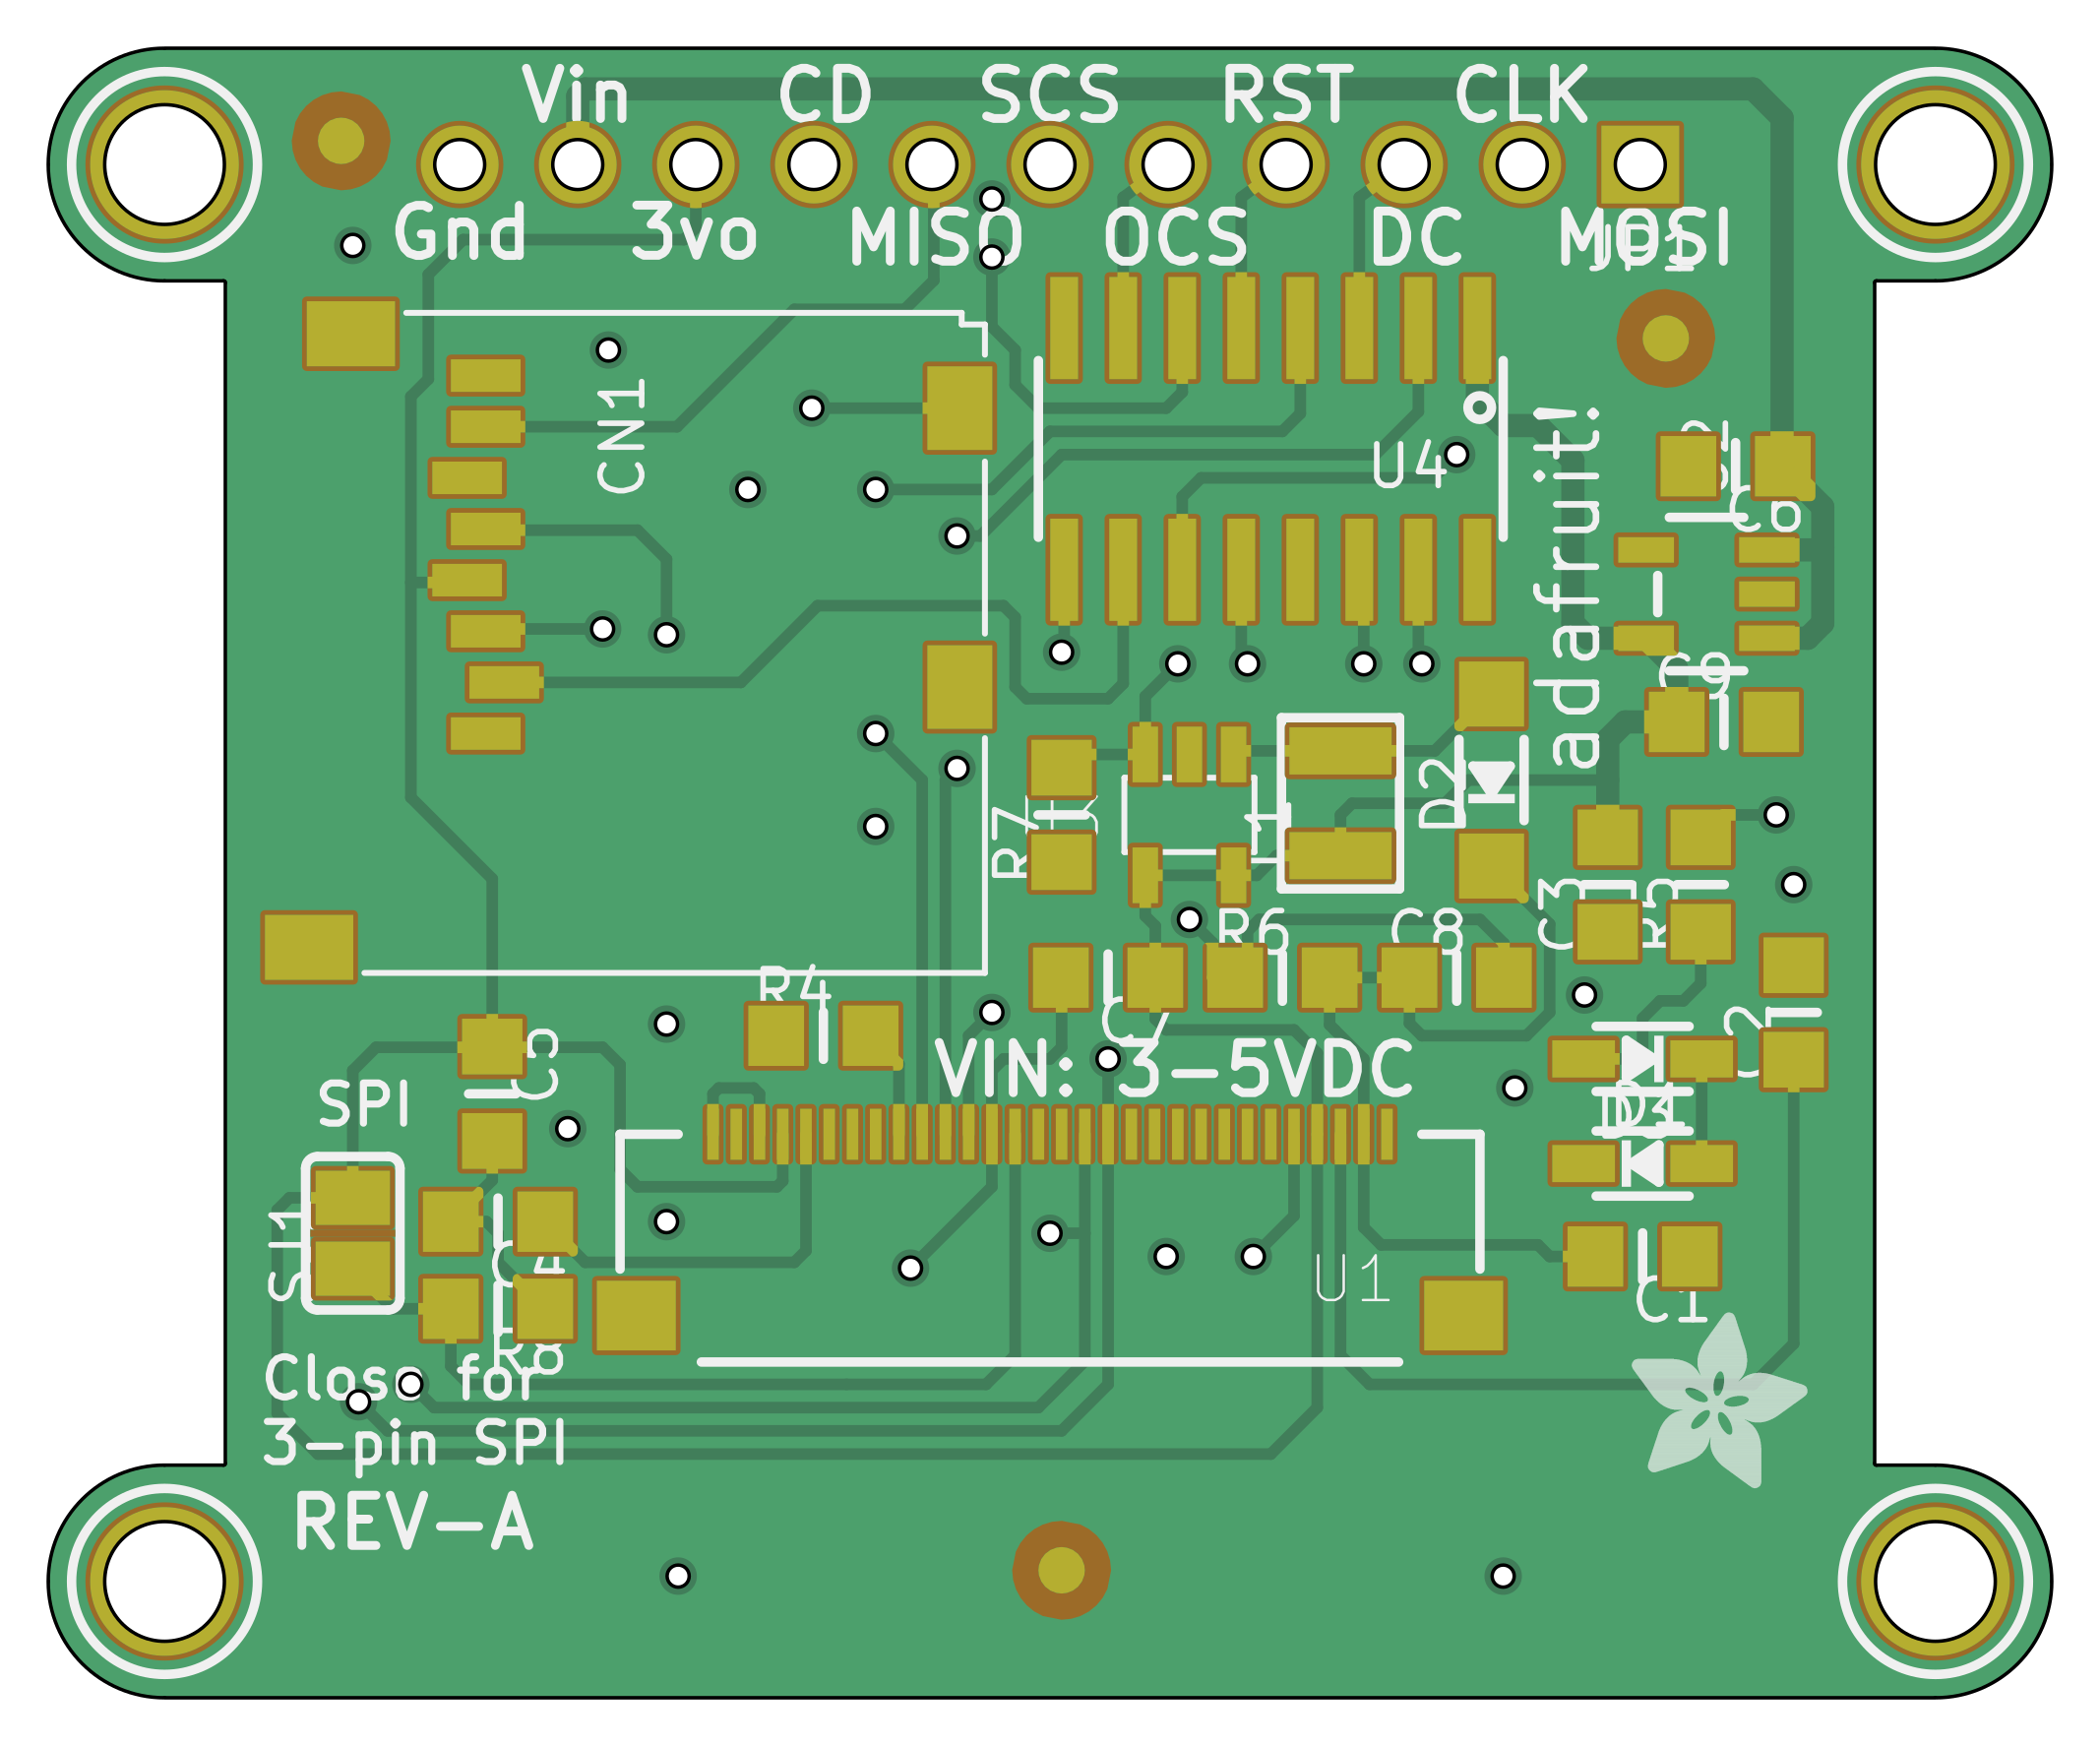 Vin CD SCS RST CLK
Gnd 3Vo MISO OCS DC MOSI
JP1
CN1
U4
adafruit!
C6
C9
R7
D2
C3
R5
R6
C8
R4
C7
C2
VIN: 3-5VDC
SPI
D1
SJ1
C4
U1
C1
R8
Close for
3-pin SPI
REV-A